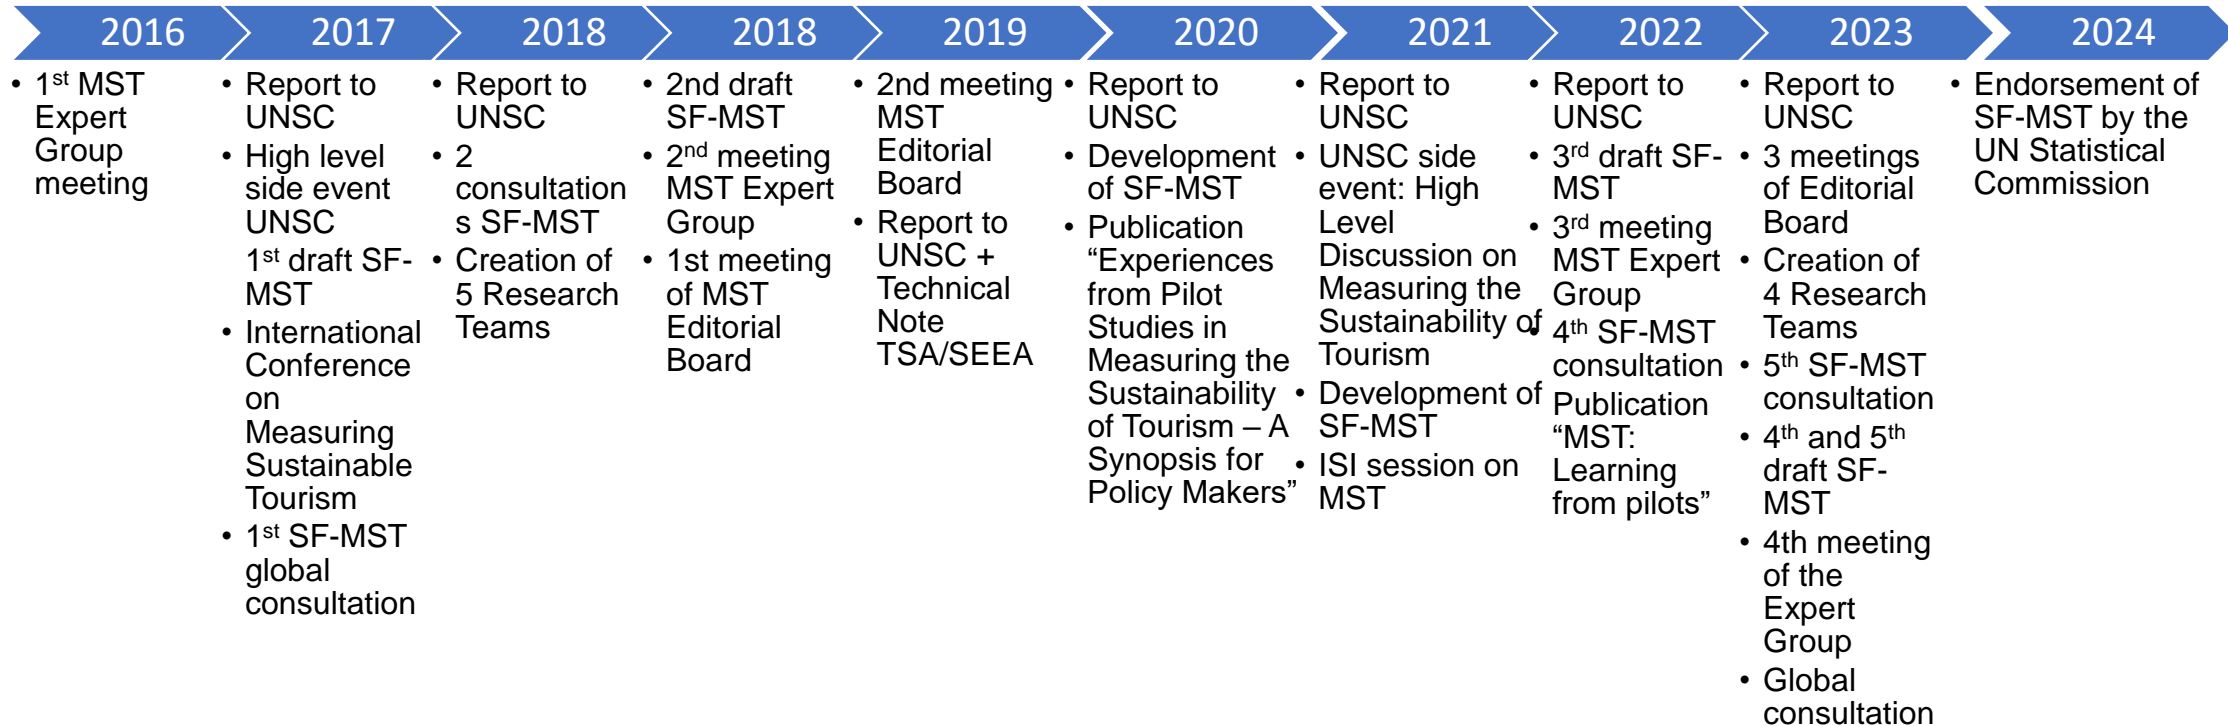 2016
2017
2018
2018
2019
2020
2021
2022
2023
2024
• 1st MST
Expert
Group
meeting
• Report to
UNSC
• High level
side event
UNSC
1st draft SF-
MST
• International
Conference
on
Measuring
Sustainable
Tourism
• 1st SF-MST
global
consultation
• Report to
UNSC
• 2
consultation
s SF-MST
• Creation of
5 Research
Teams
• 2nd draft
SF-MST
• 2nd meeting
MST Expert
Group
• 1st meeting
of MST
Editorial
Board
• 2nd meeting
MST
Editorial
Board
• Report to
UNSC +
Technical
Note
TSA/SEEA
• Report to
UNSC
• Development
of SF-MST
• Publication
“Experiences
from Pilot
Studies in
Measuring the
Sustainability
of Tourism – A
Synopsis for
Policy Makers”
• Report to
UNSC
• UNSC side
event: High
Level
Discussion on
Measuring the
Sustainability of
Tourism
• Development of
SF-MST
• ISI session on
MST
• Report to
UNSC
• 3rd draft SF-
MST
• 3rd meeting
MST Expert
Group
• 4th SF-MST
consultation
Publication
“MST:
Learning
from pilots”
• Report to
UNSC
• 3 meetings
of Editorial
Board
• Creation of
4 Research
Teams
• 5th SF-MST
consultation
• 4th and 5th
draft SF-
MST
• 4th meeting
of the
Expert
Group
• Global
consultation
• Endorsement of
SF-MST by the
UN Statistical
Commission